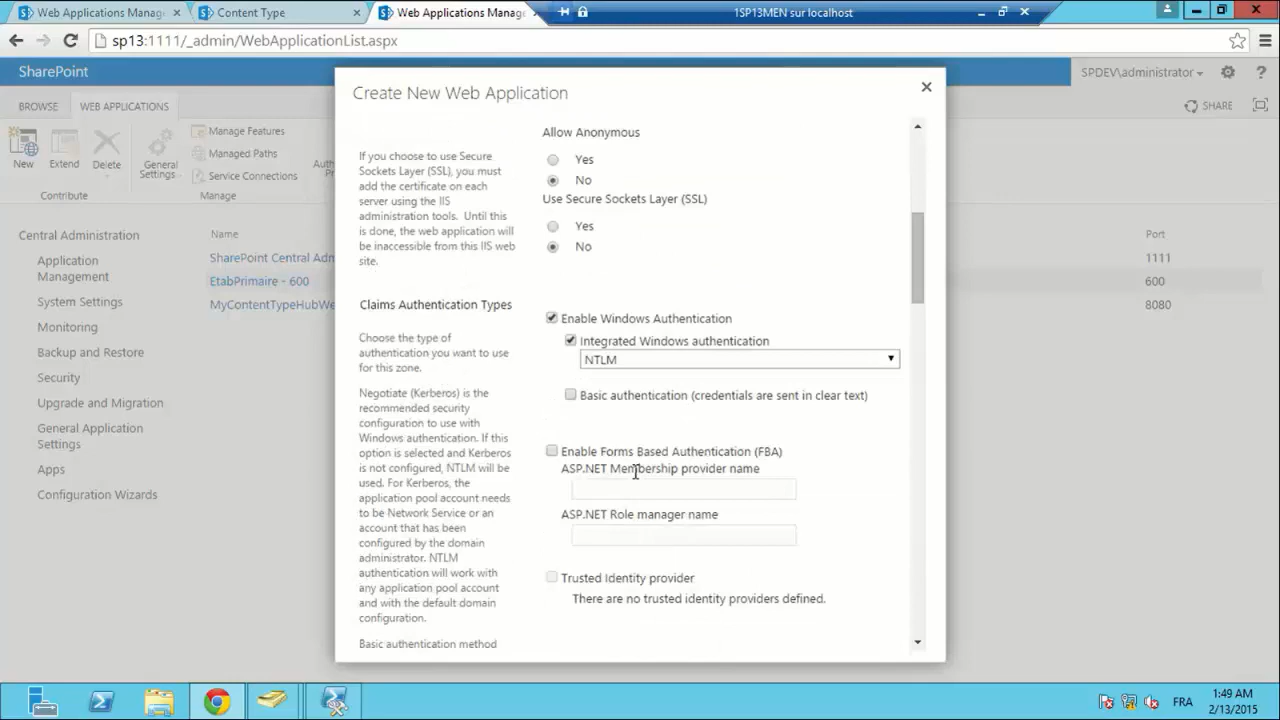 Web Applications Manage
Content Type
Web Applications Manage
1SP13MEN sur localhost
sp13:1111/_admin/WebApplicationList.aspx
SharePoint
SPDEV\administrator
BROWSE
WEB APPLICATIONS
SHARE
New
Extend
Delete
General
Settings
Manage Features
Managed Paths
Service Connections
Contribute
Manage
Central Administration
Application
Management
System Settings
Monitoring
Backup and Restore
Security
Upgrade and Migration
General Application
Settings
Apps
Configuration Wizards
Name
Port
SharePoint Central Adm
1111
EtabPrimaire - 600
600
MyContentTypeHubWe
8080
Create New Web Application
If you choose to use Secure
Sockets Layer (SSL), you must
add the certificate on each
server using the IIS
administration tools. Until this
is done, the web application will
be inaccessible from this IIS web
site.
Allow Anonymous
Yes
No
Use Secure Sockets Layer (SSL)
Yes
No
Claims Authentication Types
Choose the type of
authentication you want to use
for this zone.
Negotiate (Kerberos) is the
recommended security
configuration to use with
Windows authentication. If this
option is selected and Kerberos
is not configured, NTLM will be
used. For Kerberos, the
application pool account needs
to be Network Service or an
account that has been
configured by the domain
administrator. NTLM
authentication will work with
any application pool account
and with the default domain
configuration.
Basic authentication method
Enable Windows Authentication
Integrated Windows authentication
NTLM
Basic authentication (credentials are sent in clear text)
Enable Forms Based Authentication (FBA)
ASP.NET Membership provider name
ASP.NET Role manager name
Trusted Identity provider
There are no trusted identity providers defined.
FRA
1:49 AM
2/13/2015